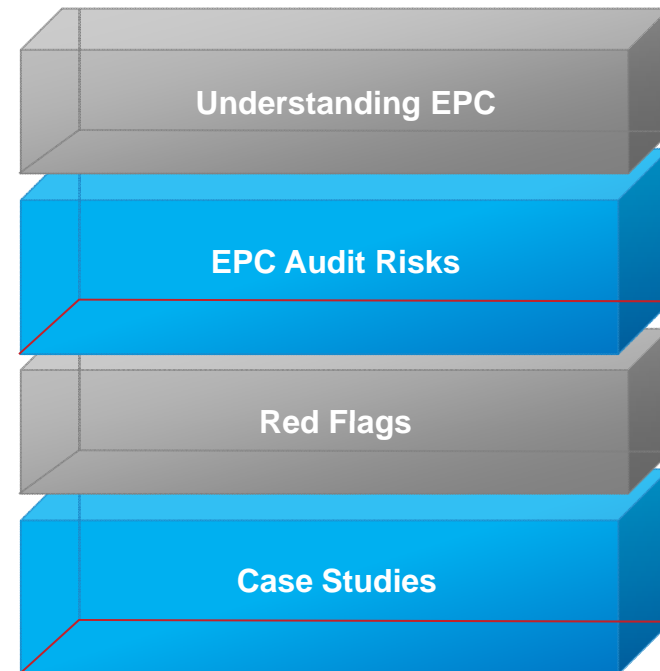 Understanding EPC
EPC Audit Risks
Red Flags
Case Studies